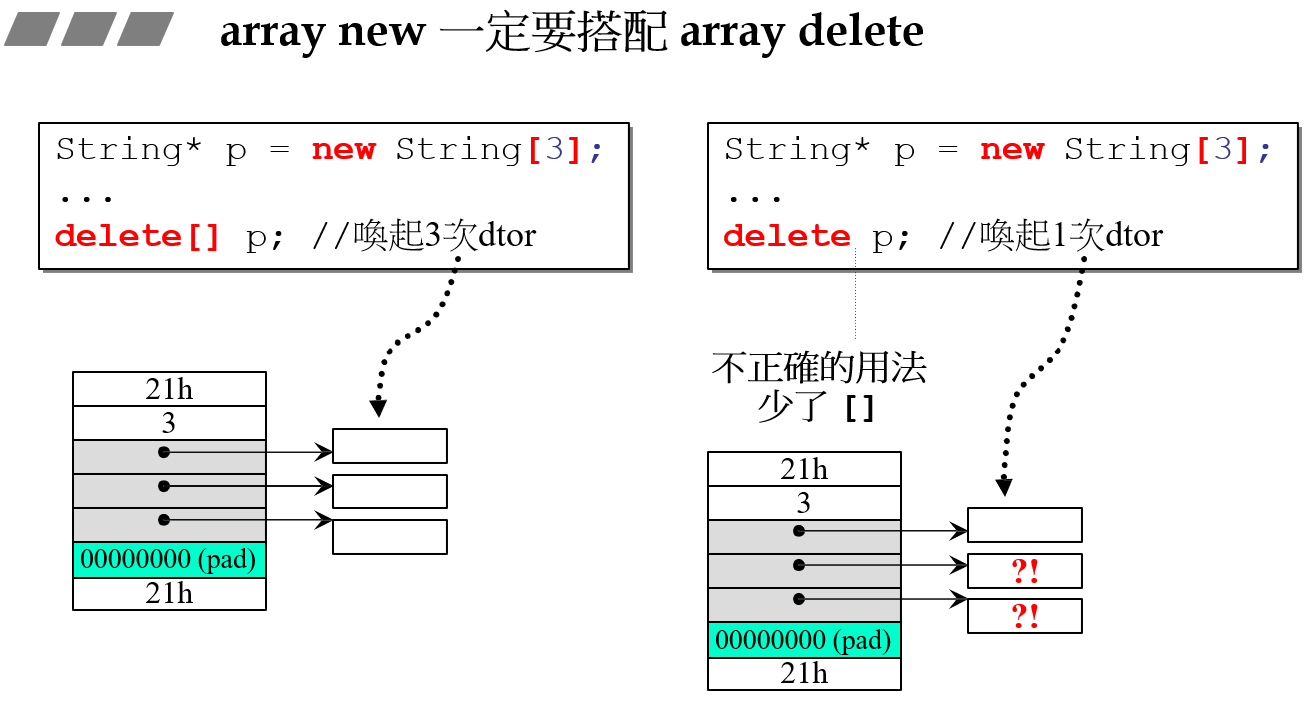 array new 一定要搭配 array delete
String* p = new String[3];
...
delete[] p; //喚起3次dtor
21h
3
00000000 (pad)
21h
String* p = new String[3];
...
delete p; //喚起1次dtor
不正確的用法
少了 []
21h
3
?!
?!
00000000 (pad)
21h